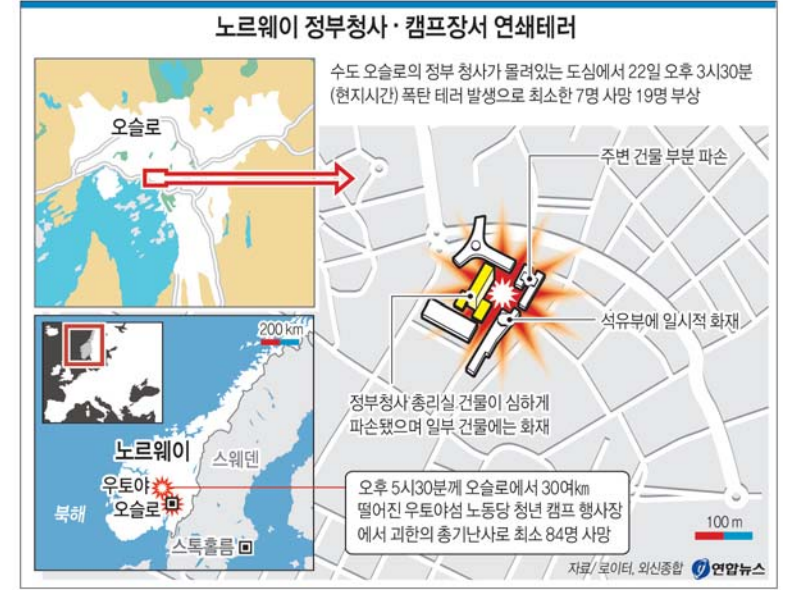 노르웨이 정부청사·캠프장서 연쇄테러
수도 오슬로의 정부 청사가 몰려있는 도심에서 22일 오후 3시30분
(현지시간) 폭탄 테러 발생으로 최소한 7명 사망 19명 부상
오슬로
주변 건물 부분 파손
석유부에 일시적 화재
정부청사 총리실 건물이 심하게
파손됐으며 일부 건물에는 화재
200 km
노르웨이
스웨덴
우토야
오슬로
북해
스톡홀름
오후 5시30분께 오슬로에서 30여㎞
떨어진 우토야섬 노동당 청년 캠프 행사장
에서 괴한의 총기난사로 최소 84명 사망
100 m
자료/ 로이터, 외신종합
연합뉴스